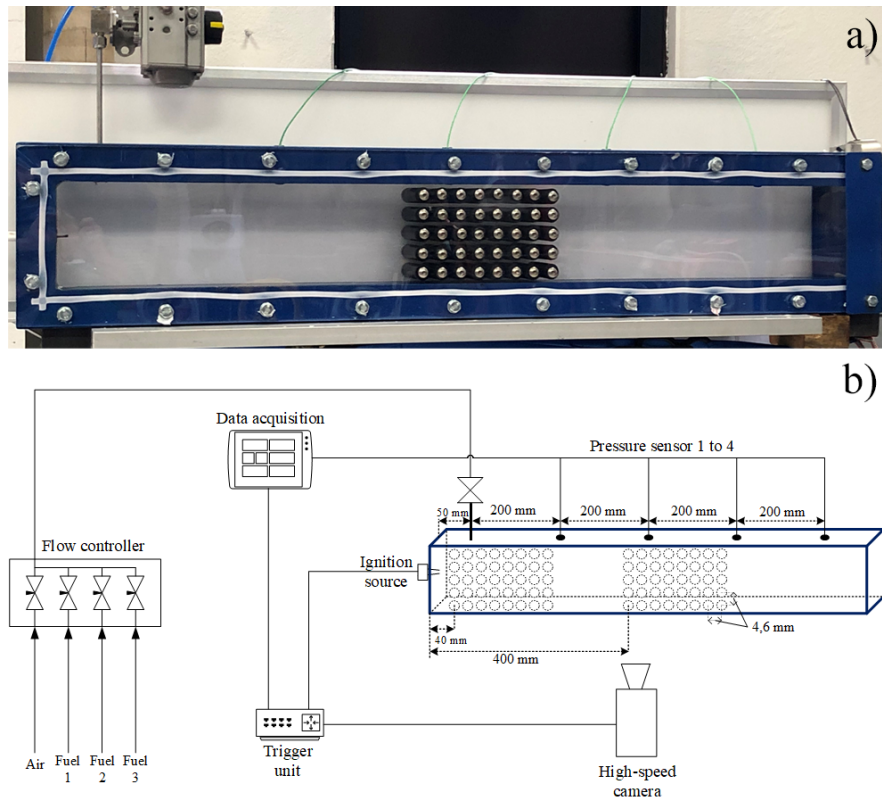 a)
b)
Data acquisition
Pressure sensor 1 to 4
50 mm
200 mm
200 mm
200 mm
200 mm
Flow controller
Ignition
source
40 mm
4,6 mm
400 mm
Trigger
unit
High-speed
camera
Air
Fuel
1
Fuel
2
Fuel
3